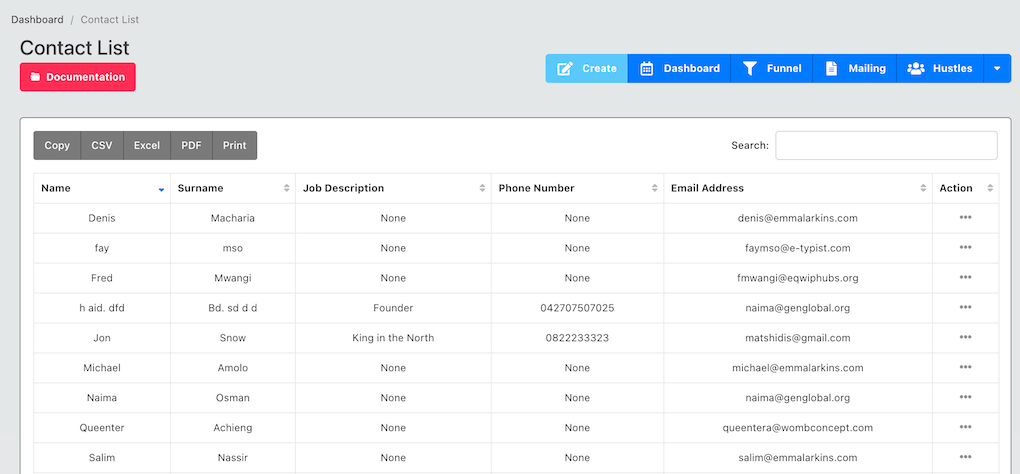 Dashboard / Contact List
Contact List
Documentation
Create Dashboard Funnel Mailing Hustles
Copy CSV Excel PDF Print Search:
Name Surname Job Description Phone Number Email Address Action
Denis Macharia None None denis@emmalarkins.com •••
fay mso None None faymso@e-typist.com •••
Fred Mwangi None None fmwangi@eqwiphubs.org •••
h aid. dfd Bd. sd d d Founder 042707507025 naima@genglobal.org •••
Jon Snow King in the North 0822233323 matshidis@gmail.com •••
Michael Amolo None None michael@emmalarkins.com •••
Naima Osman None None naima@genglobal.org •••
Queenter Achieng None None queentera@wombconcept.com •••
Salim Nassir None None salim@emmalarkins.com •••